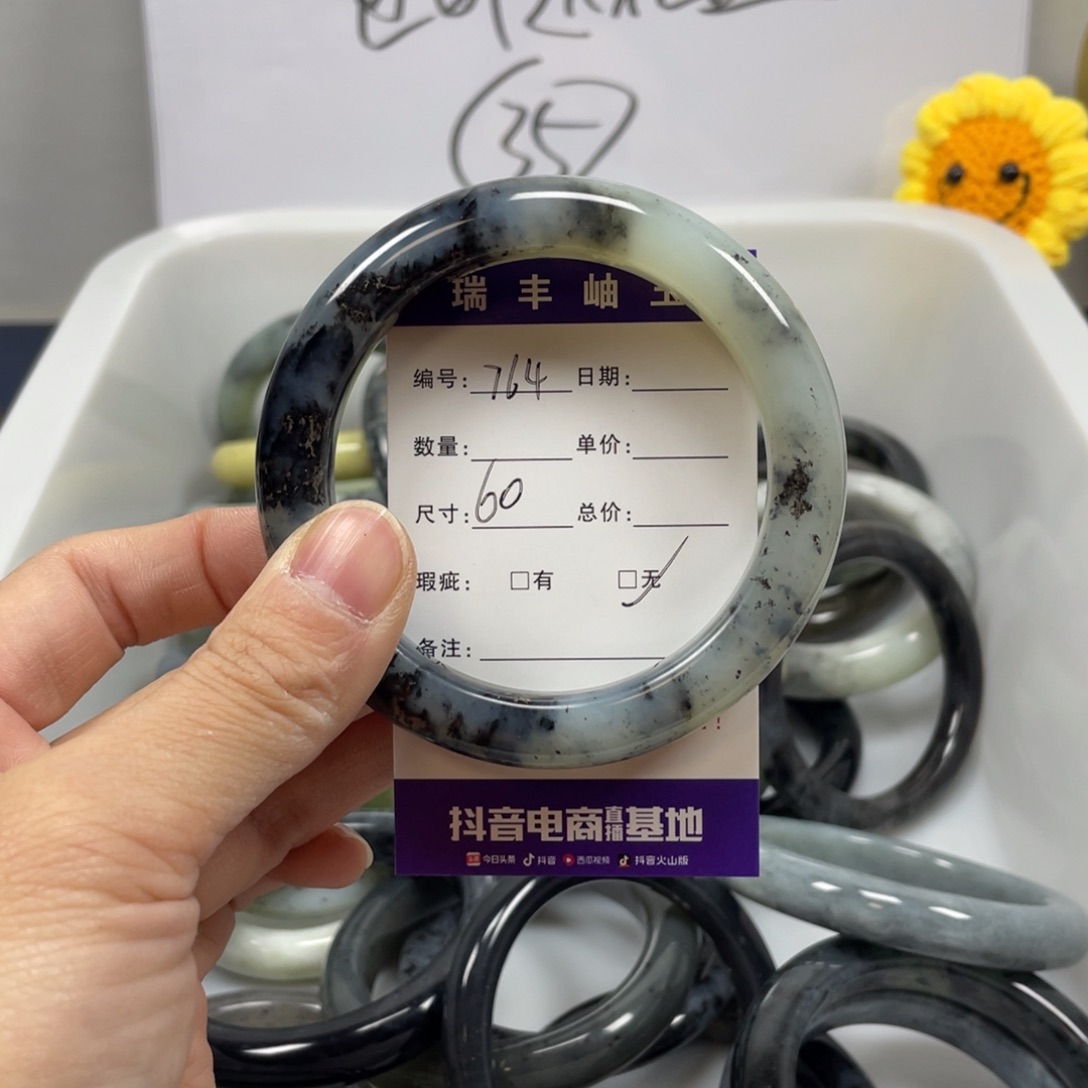 35
瑞丰岫玉
编号: 764 日期:
数量: 单价:
尺寸: 60 总价:
瑕疵: □有 □无
备注:
!!
抖音电商直播基地
今日头条 抖音 西瓜视频 抖音火山版